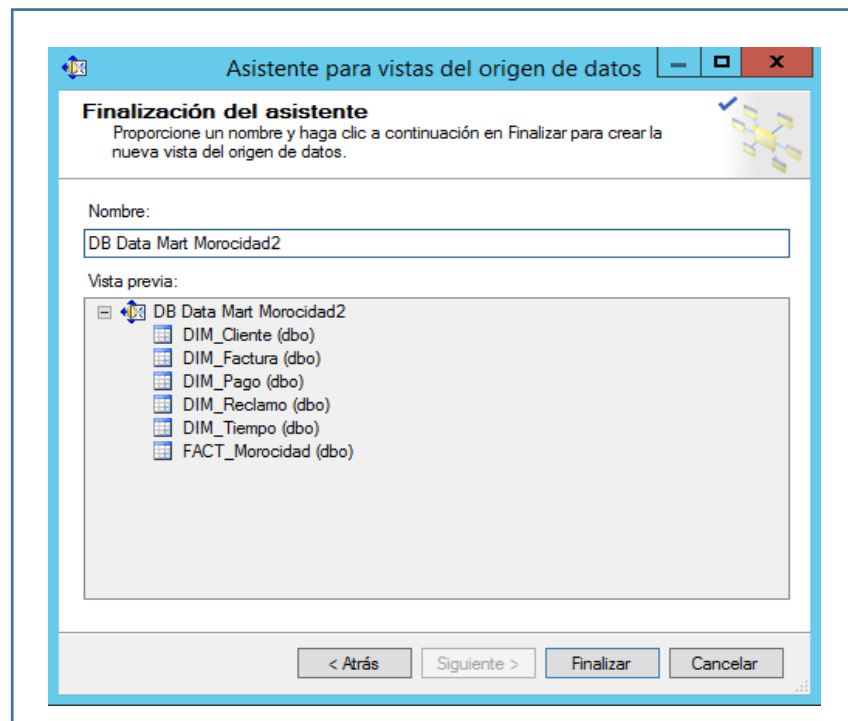 Asistente para vistas del origen de datos
Finalización del asistente
Proporcione un nombre y haga clic a continuación en Finalizar para crear la
nueva vista del origen de datos.
Nombre:
DB Data Mart Morocidad2
Vista previa:
DB Data Mart Morocidad2
DIM_Cliente (dbo)
DIM_Factura (dbo)
DIM_Pago (dbo)
DIM_Reclamo (dbo)
DIM_Tiempo (dbo)
FACT_Morocidad (dbo)
< Atrás Siguiente > Finalizar Cancelar